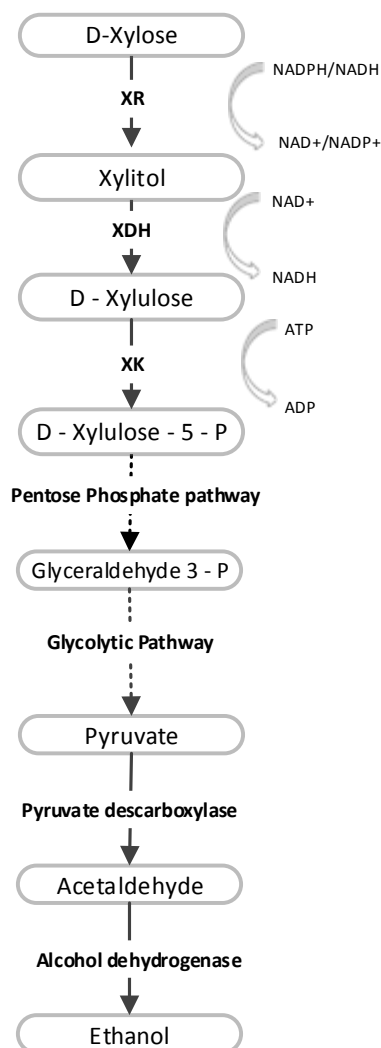 D-Xylose
NADPH/NADH
XR
NAD+/NADP+
Xylitol
NAD+
XDH
NADH
D - Xylulose
ATP
XK
ADP
D - Xylulose - 5 - P
Pentose Phosphate pathway
Glyceraldehyde 3 - P
Glycolytic Pathway
Pyruvate
Pyruvate descarboxylase
Acetaldehyde
Alcohol dehydrogenase
Ethanol